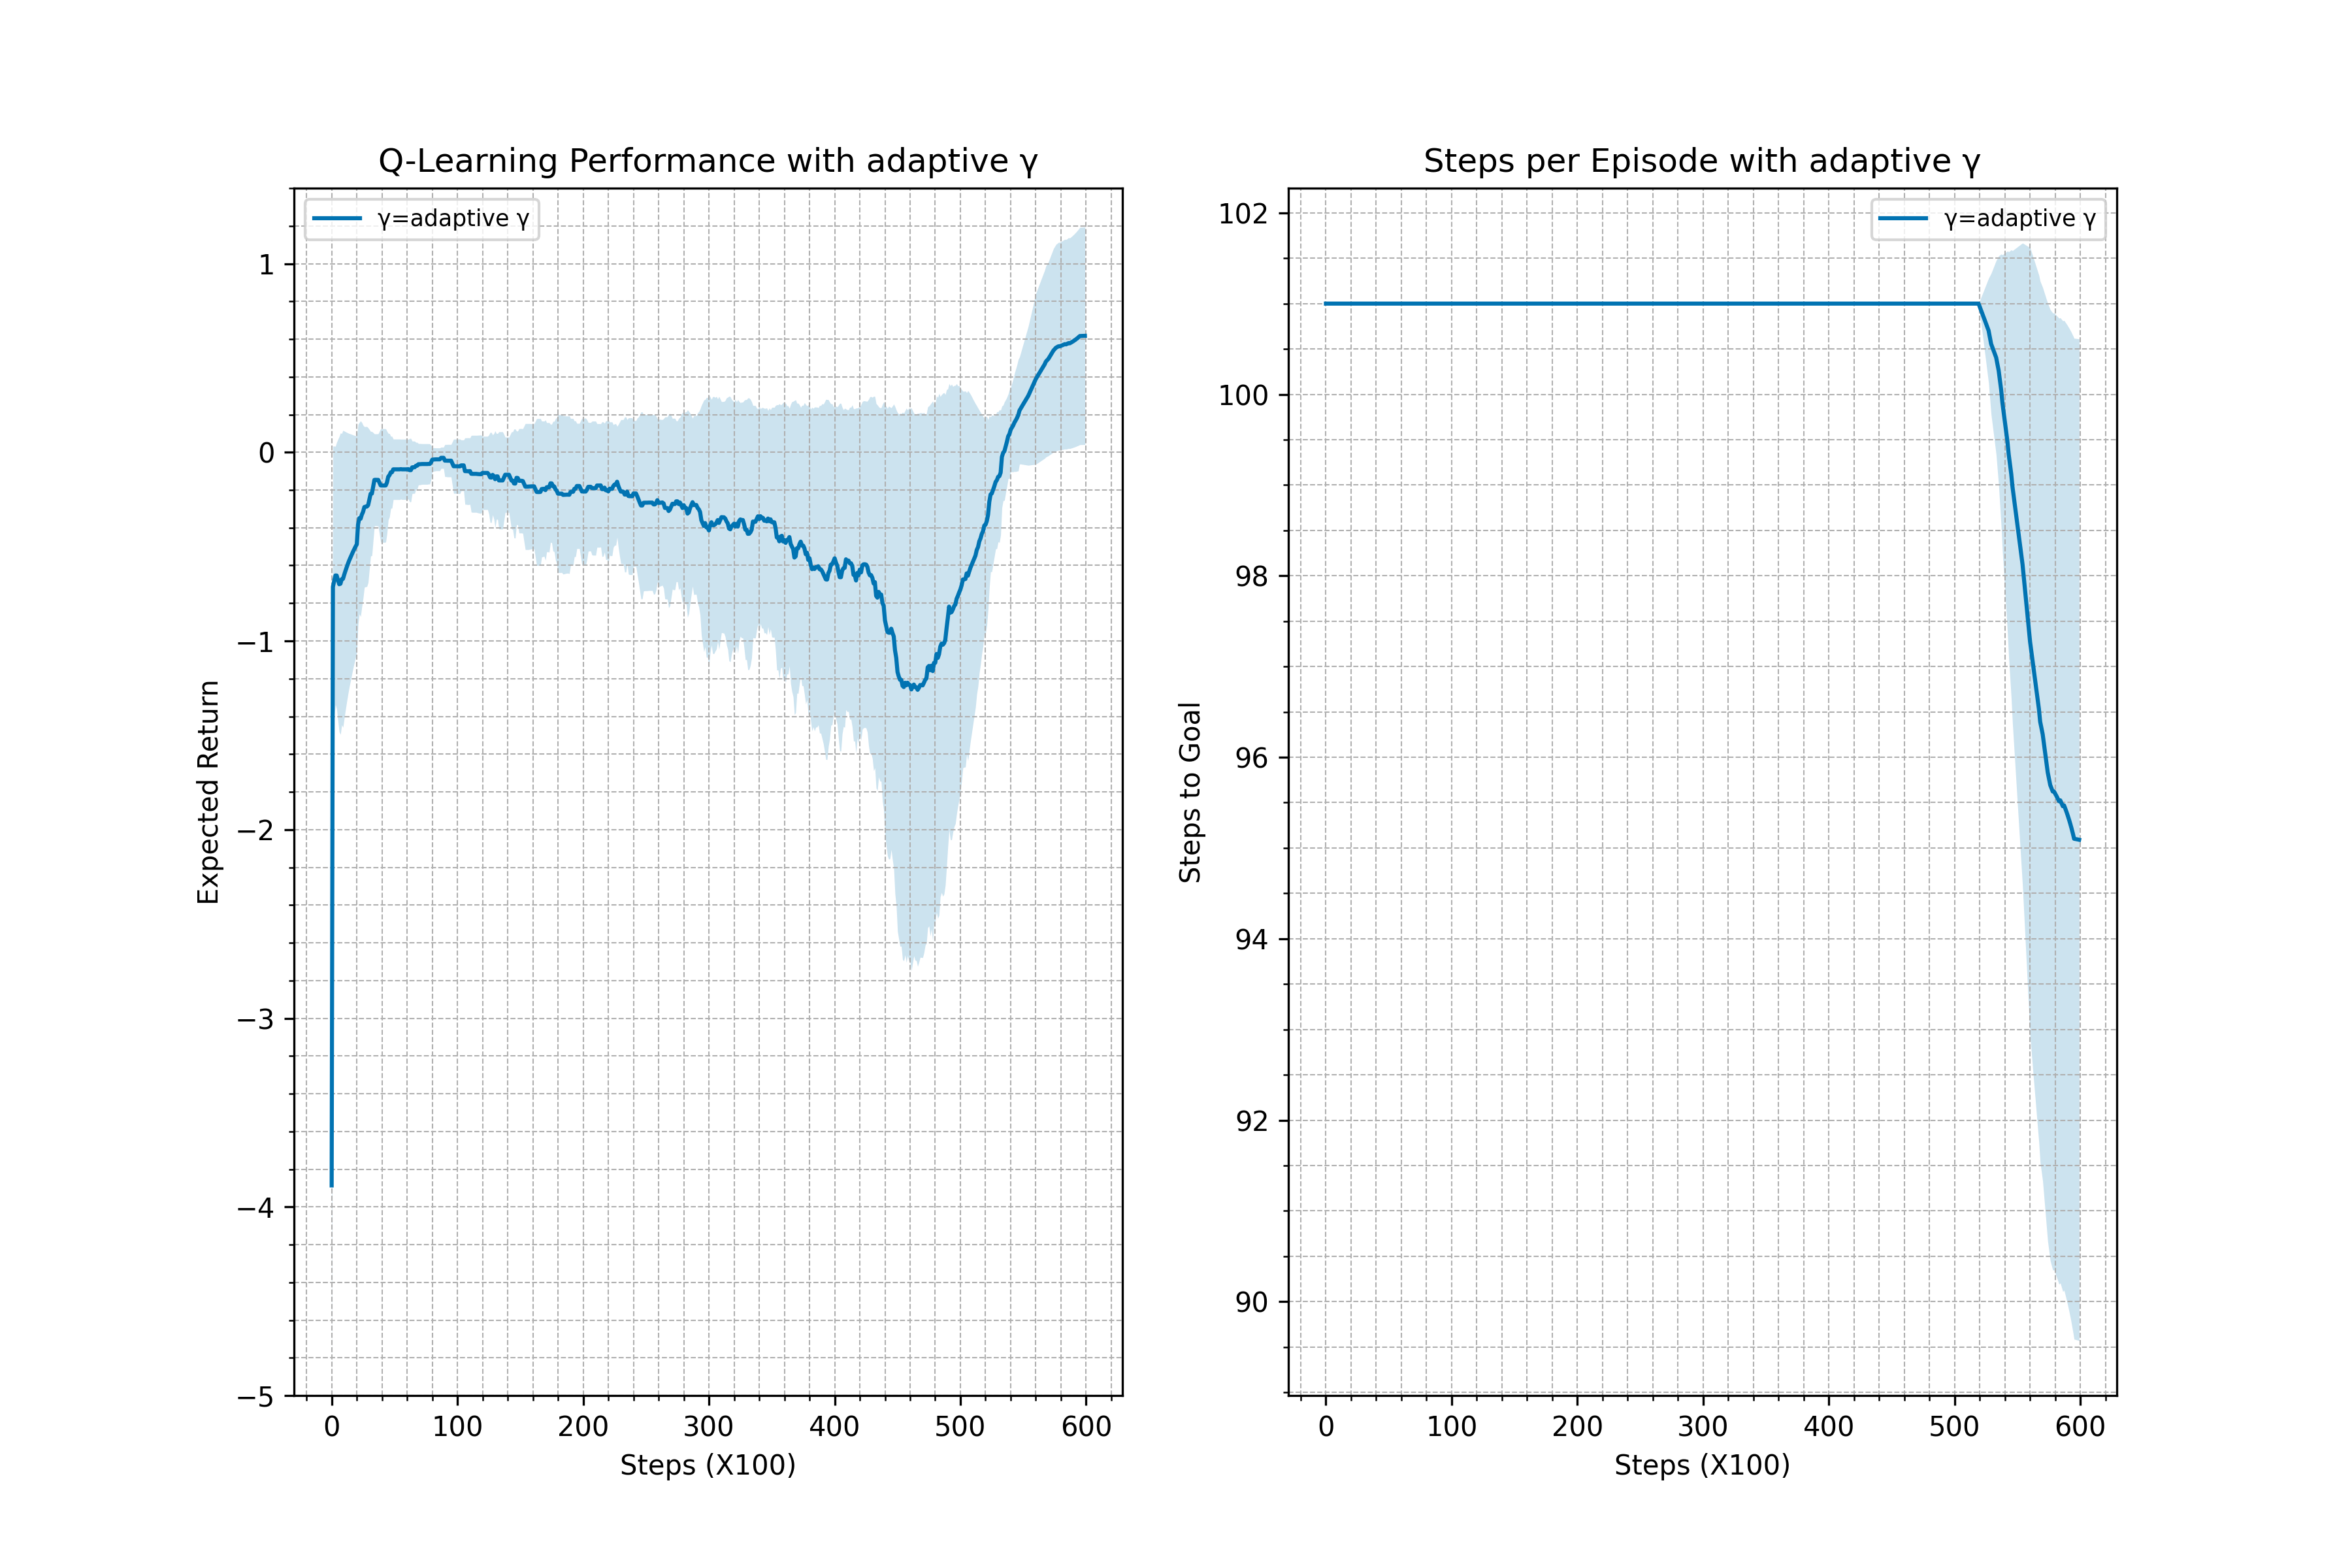 Q-Learning Performance with adaptive γ
γ=adaptive γ
1
0
−1
−2
−3
−4
−5
Expected Return
0 100 200 300 400 500 600
Steps (X100)
Steps per Episode with adaptive γ
γ=adaptive γ
102
100
98
96
94
92
90
Steps to Goal
0 100 200 300 400 500 600
Steps (X100)